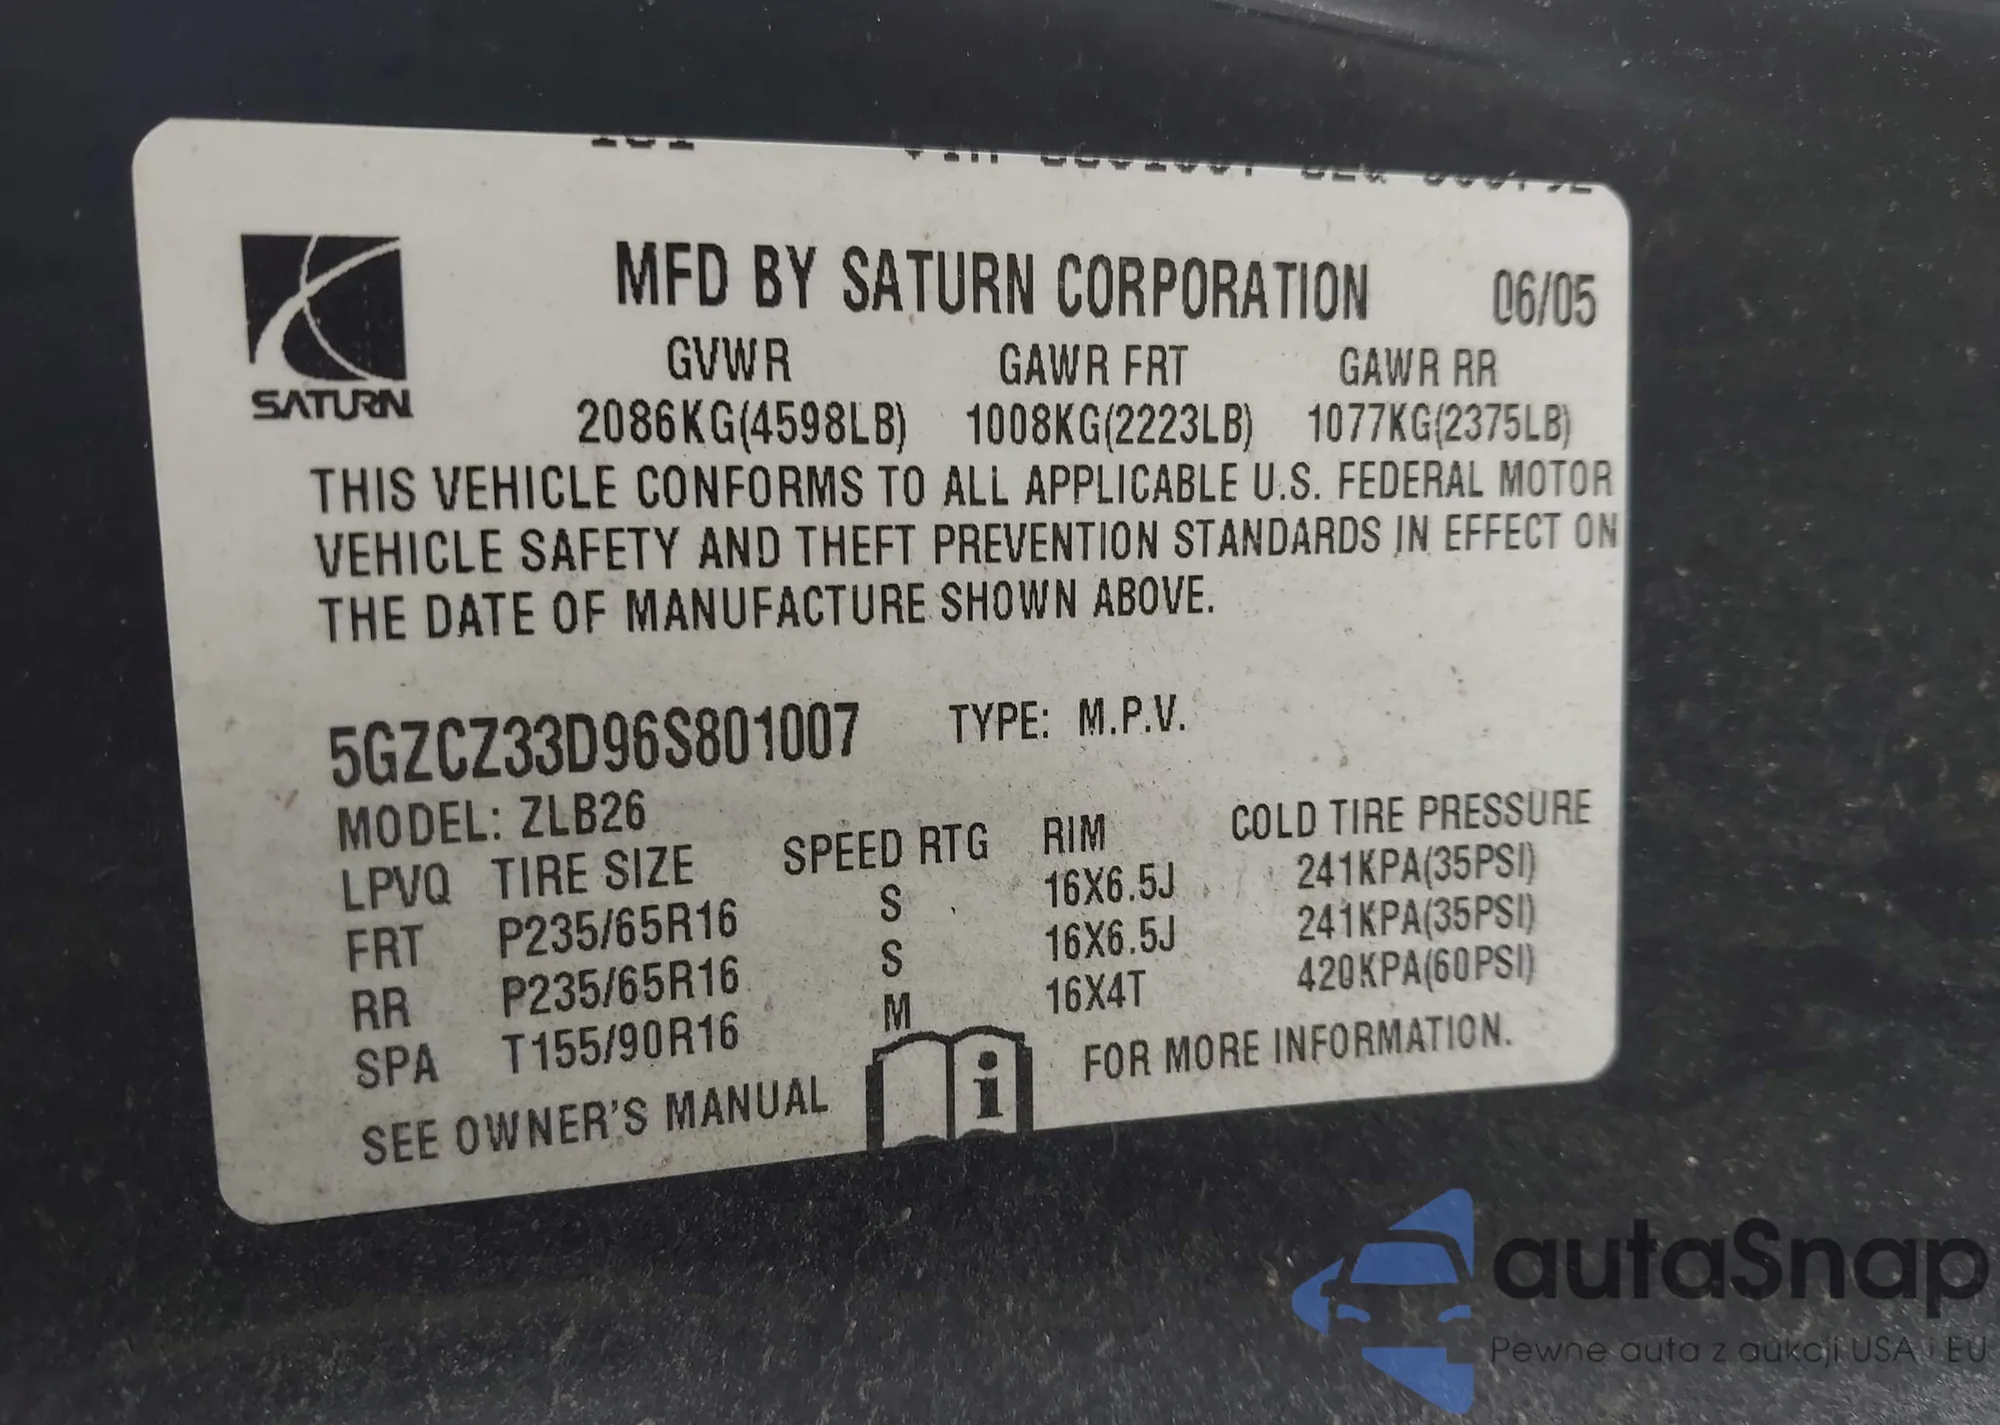 MFD BY SATURN CORPORATION 06/05
GVWR GAWR FRT GAWR RR
SATURN
2086KG(4598LB) 1008KG(2223LB) 1077KG(2375LB)
THIS VEHICLE CONFORMS TO ALL APPLICABLE U.S. FEDERAL MOTOR
VEHICLE SAFETY AND THEFT PREVENTION STANDARDS IN EFFECT ON
THE DATE OF MANUFACTURE SHOWN ABOVE.
5GZCZ33D96S801007 TYPE: M.P.V.
MODEL: ZLB26
LPVQ TIRE SIZE SPEED RTG RIM COLD TIRE PRESSURE
FRT P235/65R16 S 16X6.5J 241KPA(35PSI)
RR P235/65R16 S 16X6.5J 241KPA(35PSI)
SPA T155/90R16 M 16X4T 420KPA(60PSI)
SEE OWNER'S MANUAL i FOR MORE INFORMATION.
autaSnap
Pewne auta z aukcji USA i EU